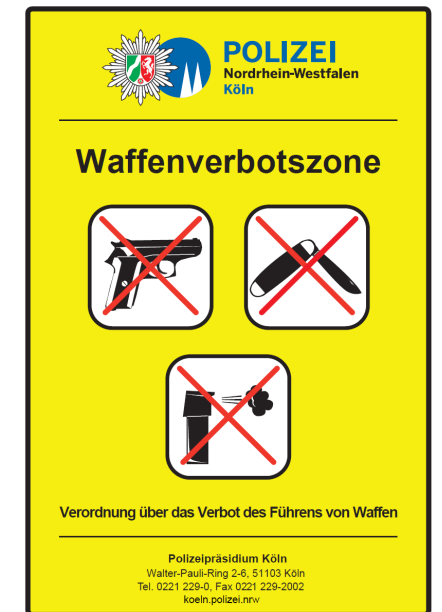 POLIZEI
Nordrhein-Westfalen
Köln
Waffenverbotszone
Verordnung über das Verbot des Führens von Waffen
Polizeipräsidium Köln
Walter-Pauli-Ring 2-6, 51103 Köln
Tel. 0221 229-0, Fax 0221 229-2002
koeln.polizei.nrw